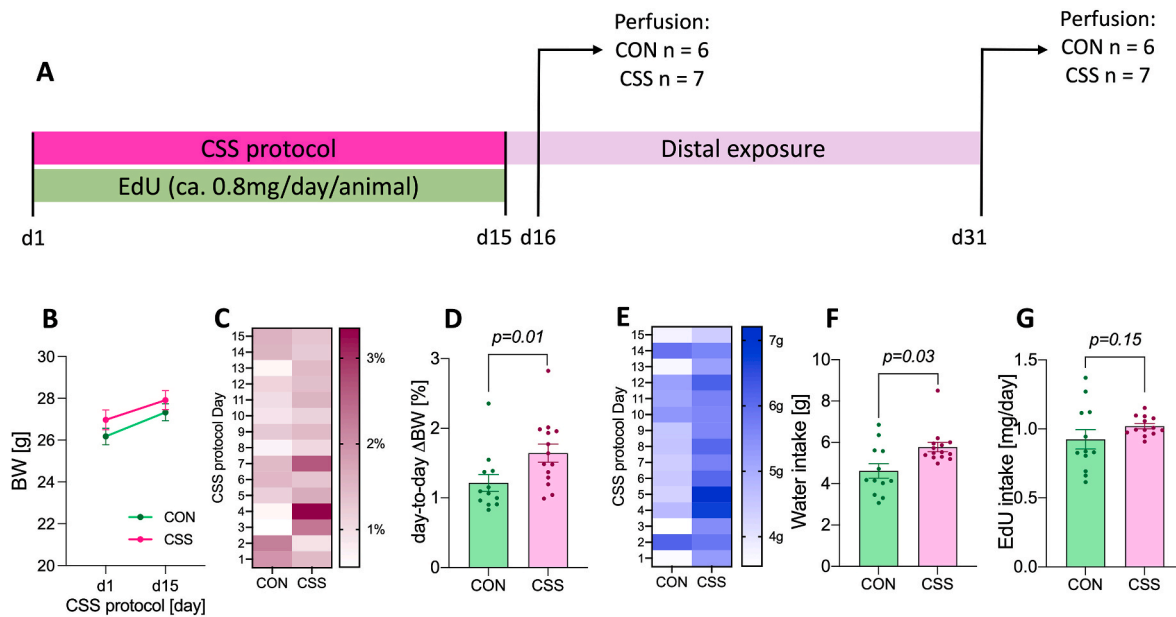 A
Perfusion:
CON n = 6
CSS n = 7
Perfusion:
CON n = 6
CSS n = 7
CSS protocol
Distal exposure
EdU (ca. 0.8mg/day/animal)
d1
d15
d16
d31
B
BW [g]
30
28
26
24
22
20
CON
CSS
d1
d15
CSS protocol [day]
C
CSS protocol Day
15
14
13
12
11
10
9
8
7
6
5
4
3
2
1
CON
CSS
3%
2%
1%
D
p=0.01
day-to-day ΔBW [%]
3
2
1
0
CON
CSS
E
CSS protocol Day
15
14
13
12
11
10
9
8
7
6
5
4
3
2
1
CON
CSS
7g
6g
5g
4g
F
p=0.03
Water intake [g]
10
8
6
4
2
0
CON
CSS
G
p=0.15
EdU intake [mg/day]
1.5
1.0
0.5
0.0
CON
CSS